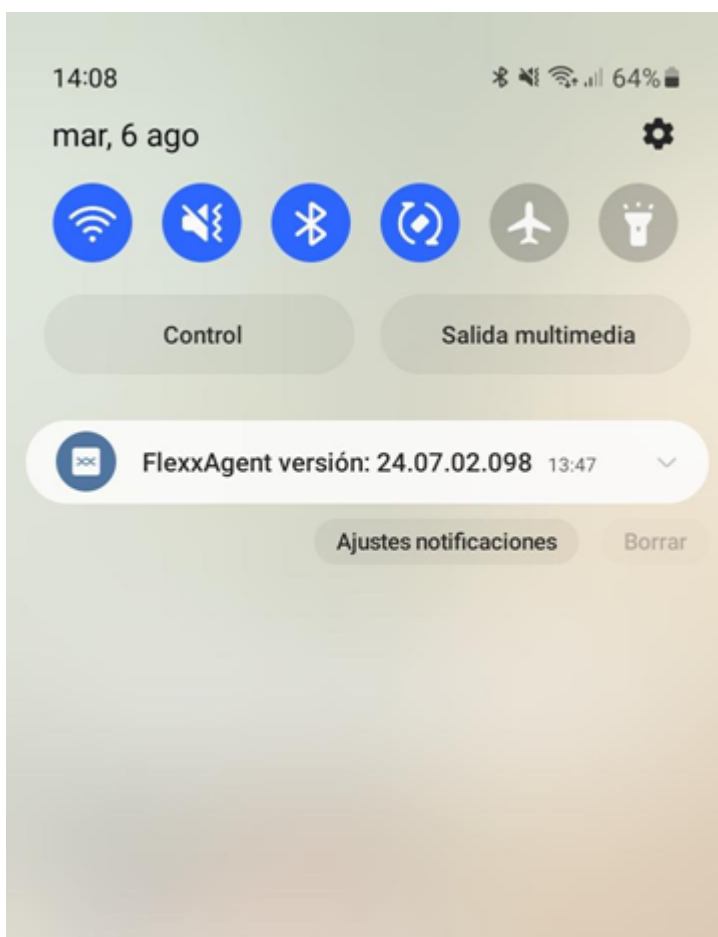 14:08 64%
mar, 6 ago
Control Salida multimedia
FlexxAgent versión: 24.07.02.098 13:47
Ajustes notificaciones Borrar